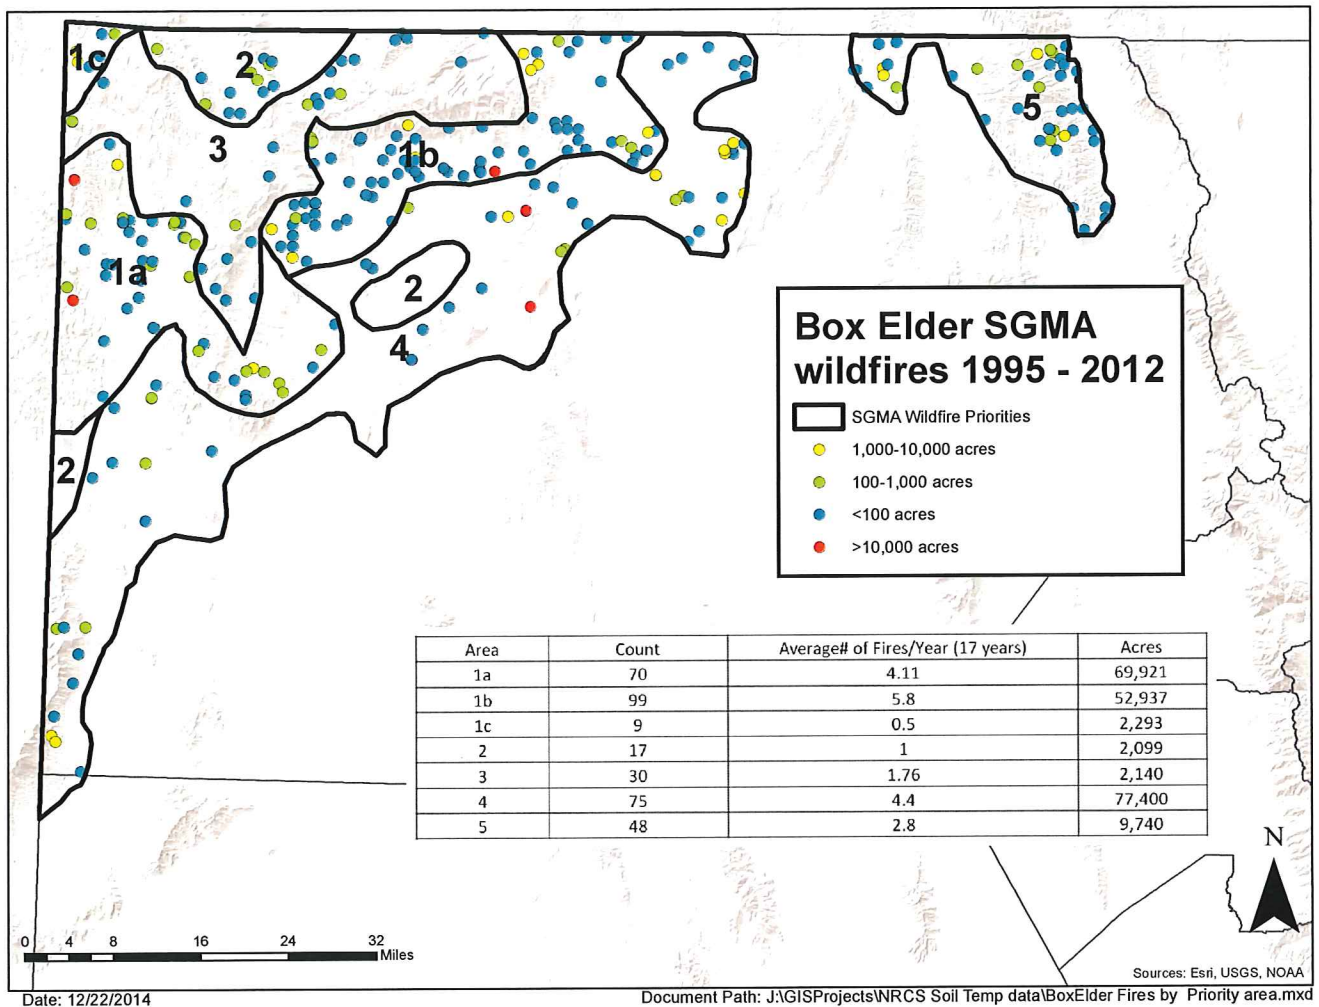 1c
2
3
1b
5
1a
2
4
2
Box Elder SGMA
wildfires 1995 - 2012
SGMA Wildfire Priorities
1,000-10,000 acres
100-1,000 acres
<100 acres
>10,000 acres
Area Count Average# of Fires/Year (17 years) Acres
1a 70 4.11 69,921
1b 99 5.8 52,937
1c 9 0.5 2,293
2 17 1 2,099
3 30 1.76 2,140
4 75 4.4 77,400
5 48 2.8 9,740
N
0 4 8 16 24 32
Miles
Sources: Esri, USGS, NOAA
Date: 12/22/2014
Document Path: J:\GISProjects\NRCS Soil Temp data\BoxElder Fires by Priority area.mxd